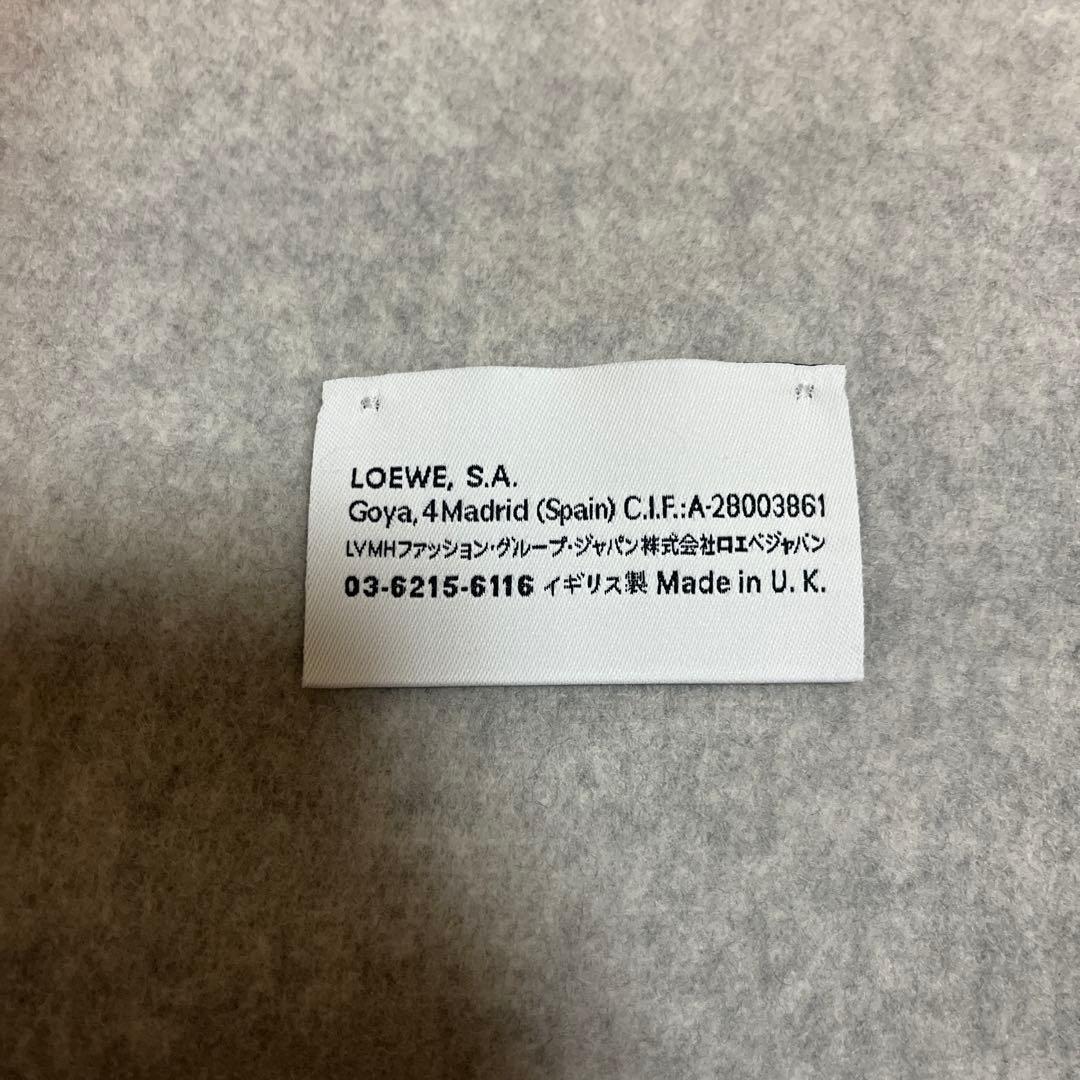 LOEWE, S.A.
Goya, 4 Madrid (Spain) C.I.F.:A-28003861
LVMHファッション・グループ・ジャパン株式会社ロエベジャパン
03-6215-6116 イギリス製 Made in U. K.